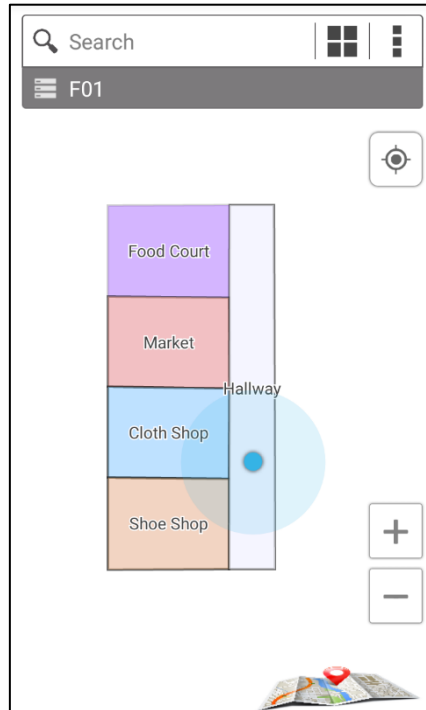 Search
F01
Food Court
Market
Hallway
Cloth Shop
Shoe Shop